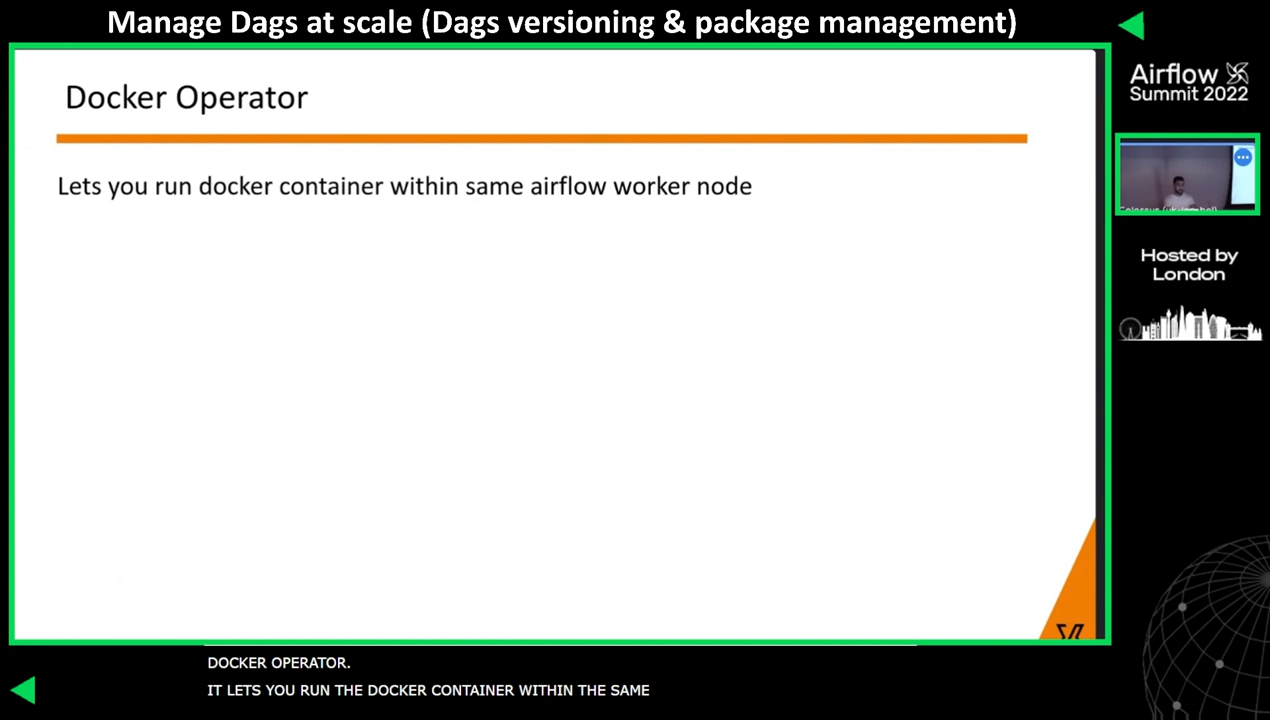 Manage Dags at scale (Dags versioning & package management)
Docker Operator
Lets you run docker container within same airflow worker node
Airflow
Summit 2022
Hosted by
London
DOCKER OPERATOR.
IT LETS YOU RUN THE DOCKER CONTAINER WITHIN THE SAME